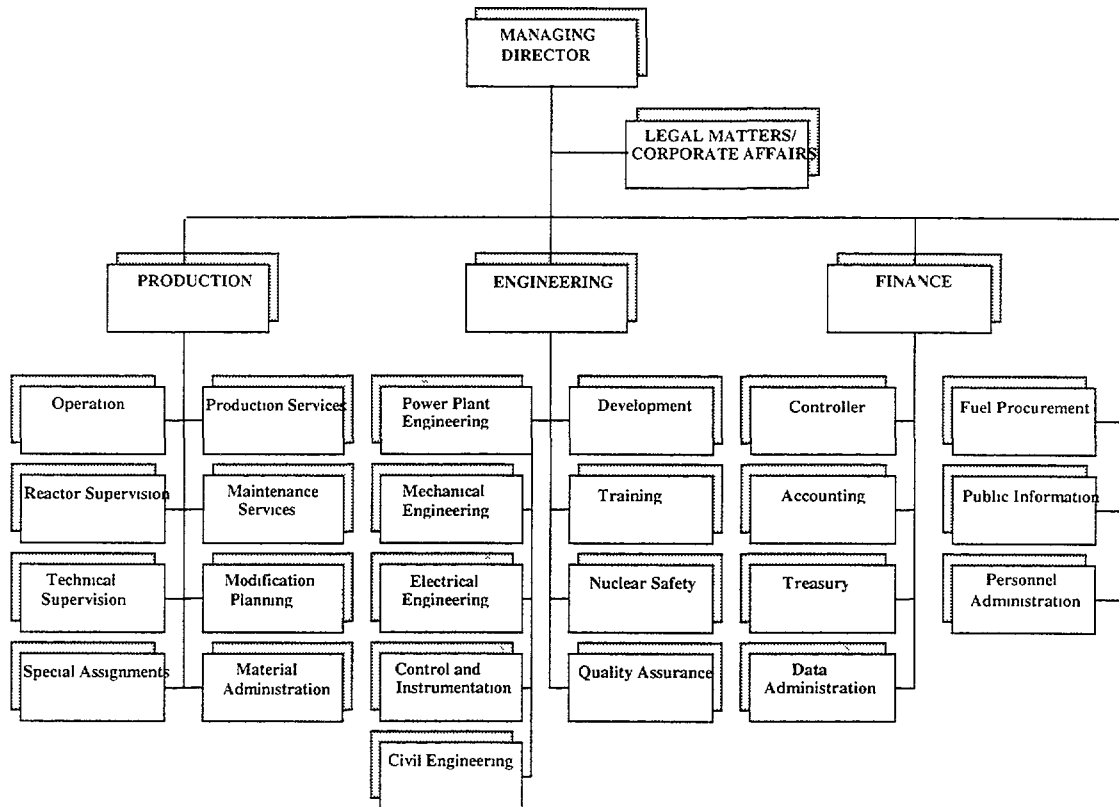 MANAGING
DIRECTOR
LEGAL MATTERS/
CORPORATE AFFAIRS
PRODUCTION
ENGINEERING
FINANCE
Operation
Production Services
Power Plant
Engineering
Development
Controller
Fuel Procurement
Reactor Supervision
Maintenance
Services
Mechanical
Engineering
Training
Accounting
Public Information
Technical
Supervision
Modification
Planning
Electrical
Engineering
Nuclear Safety
Treasury
Personnel
Administration
Special Assignments
Material
Administration
Control and
Instrumentation
Quality Assurance
Data
Administration
Civil Engineering